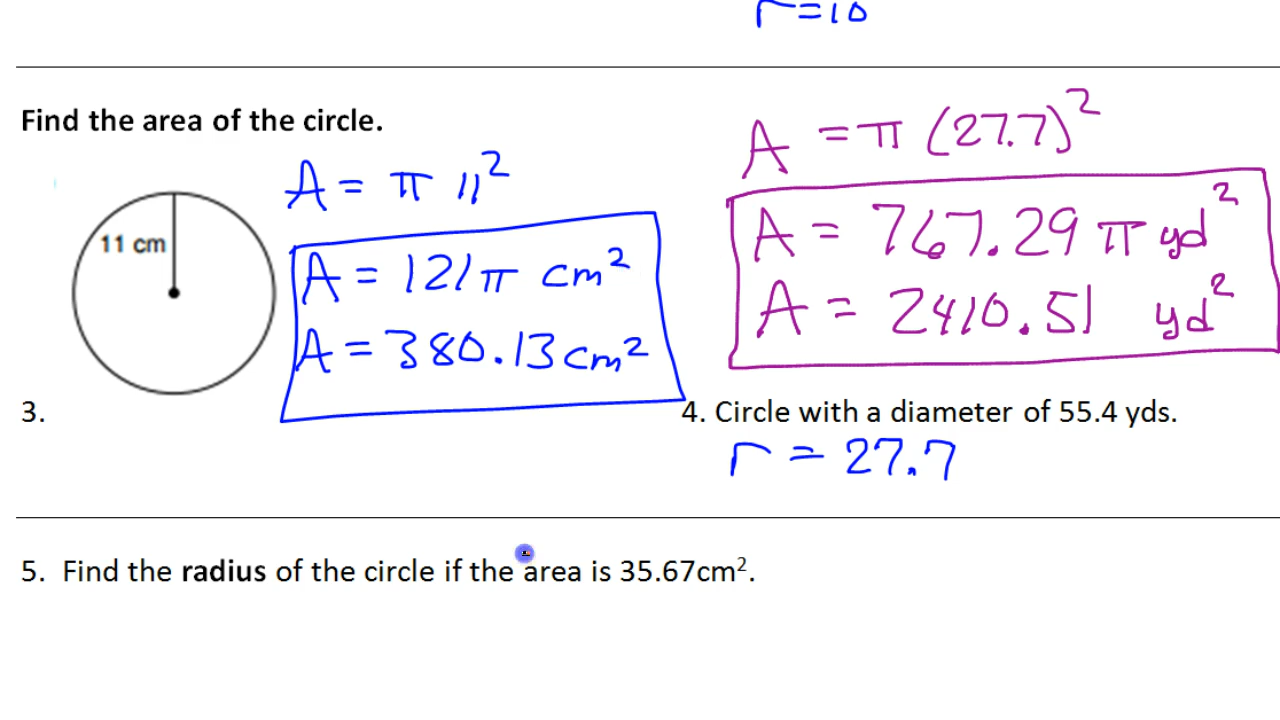 r=10
Find the area of the circle.
11 cm
A = π 11²
A = 121π cm²
A = 380.13 cm²
3.
A = π (27.7)²
A = 767.29 π yd²
A = 2410.51 yd²
4. Circle with a diameter of 55.4 yds.
r = 27.7
5. Find the radius of the circle if the area is 35.67cm².